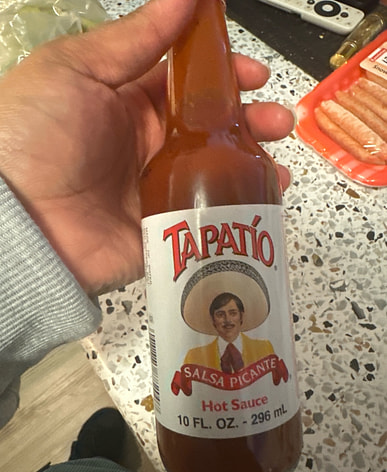 TAPATÍO
SALSA PICANTE
Hot Sauce
10 FL. OZ. - 296 mL